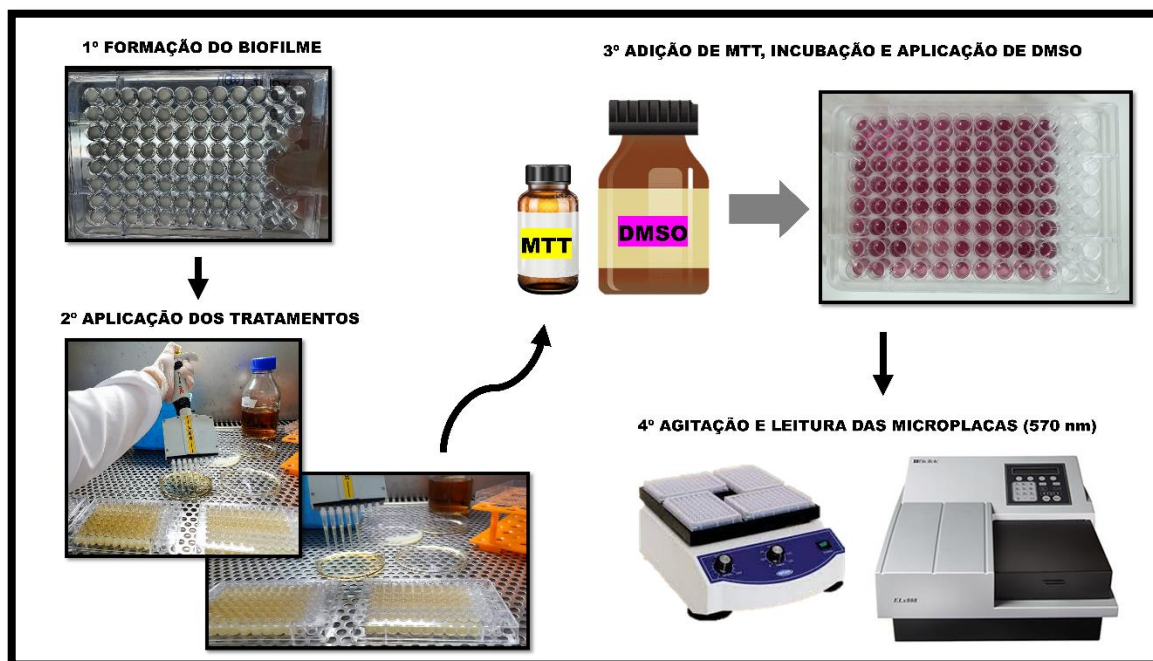 1º FORMAÇÃO DO BIOFILME
2º APLICAÇÃO DOS TRATAMENTOS
3º ADIÇÃO DE MTT, INCUBAÇÃO E APLICAÇÃO DE DMSO
MTT
DMSO
4º AGITAÇÃO E LEITURA DAS MICROPLACAS (570 nm)
ELx808